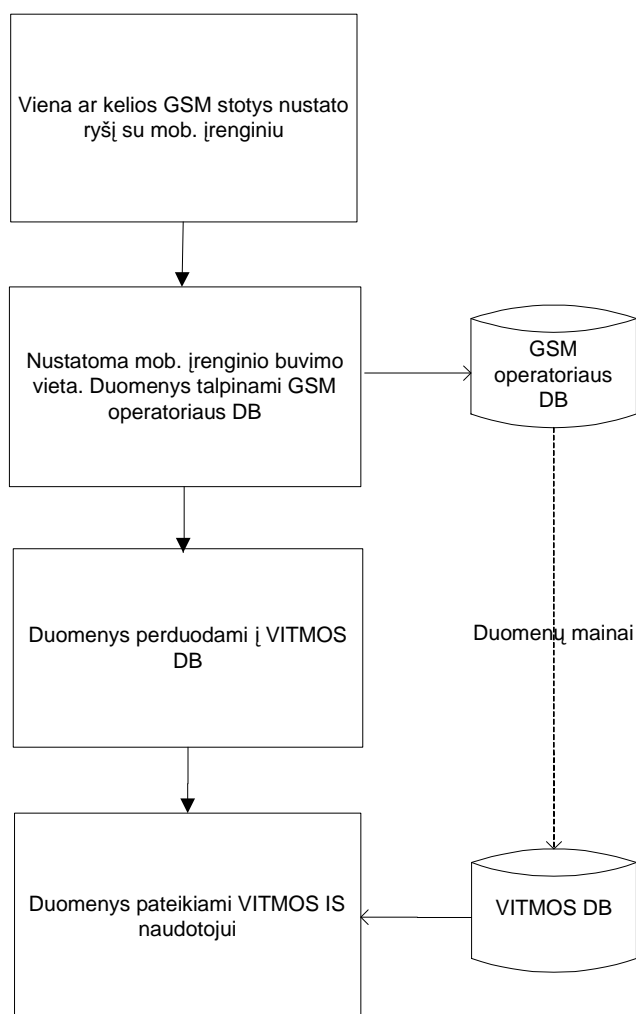 Viena ar kelios GSM stotys nustato
ryšį su mob. įrenginiu
Nustatoma mob. įrenginio buvimo
vieta. Duomenys talpinami GSM
operatoriaus DB
GSM
operatoriaus
DB
Duomenys perduodami į VITMOS
DB
Duomenų mainai
Duomenys pateikiami VITMOS IS
naudotojui
VITMOS DB